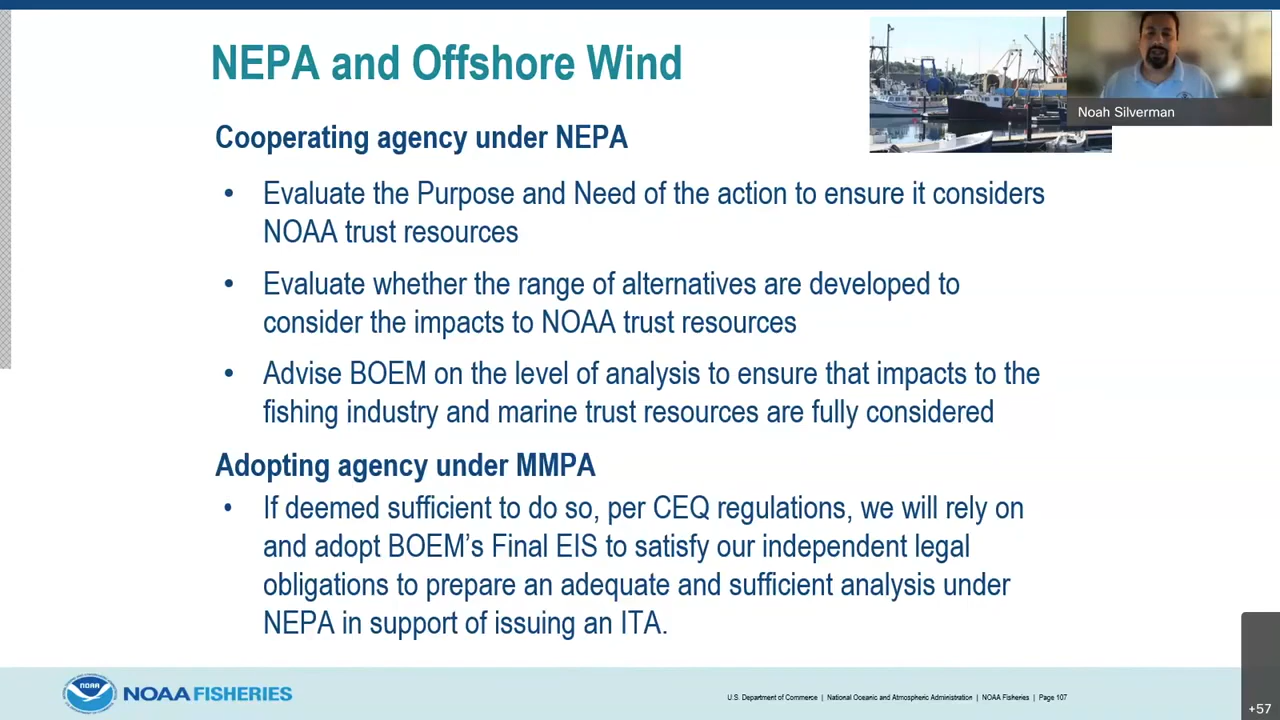 NEPA and Offshore Wind
Noah Silverman
Cooperating agency under NEPA
• Evaluate the Purpose and Need of the action to ensure it considers
NOAA trust resources
• Evaluate whether the range of alternatives are developed to
consider the impacts to NOAA trust resources
• Advise BOEM on the level of analysis to ensure that impacts to the
fishing industry and marine trust resources are fully considered
Adopting agency under MMPA
• If deemed sufficient to do so, per CEQ regulations, we will rely on
and adopt BOEM’s Final EIS to satisfy our independent legal
obligations to prepare an adequate and sufficient analysis under
NEPA in support of issuing an ITA.
NOAA
NOAA FISHERIES
U.S. Department of Commerce | National Oceanic and Atmospheric Administration | NOAA Fisheries | Page 107
+57